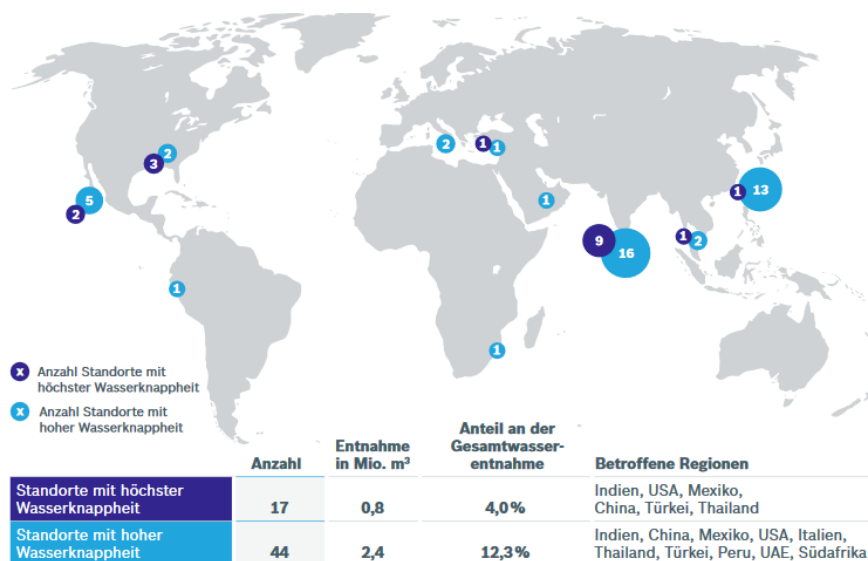 2
3
5
2
1
2
1
1
1
1
13
9
16
1
2
1
x Anzahl Standorte mit
höchster Wasserknappheit
x Anzahl Standorte mit
hoher Wasserknappheit
Anzahl
Entnahme
in Mio. m³
Anteil an der
Gesamtwasser-
entnahme
Betroffene Regionen
Standorte mit höchster
Wasserknappheit
17
0,8
4,0%
Indien, USA, Mexiko,
China, Türkei, Thailand
Standorte mit hoher
Wasserknappheit
44
2,4
12,3%
Indien, China, Mexiko, USA, Italien,
Thailand, Türkei, Peru, UAE, Südafrika